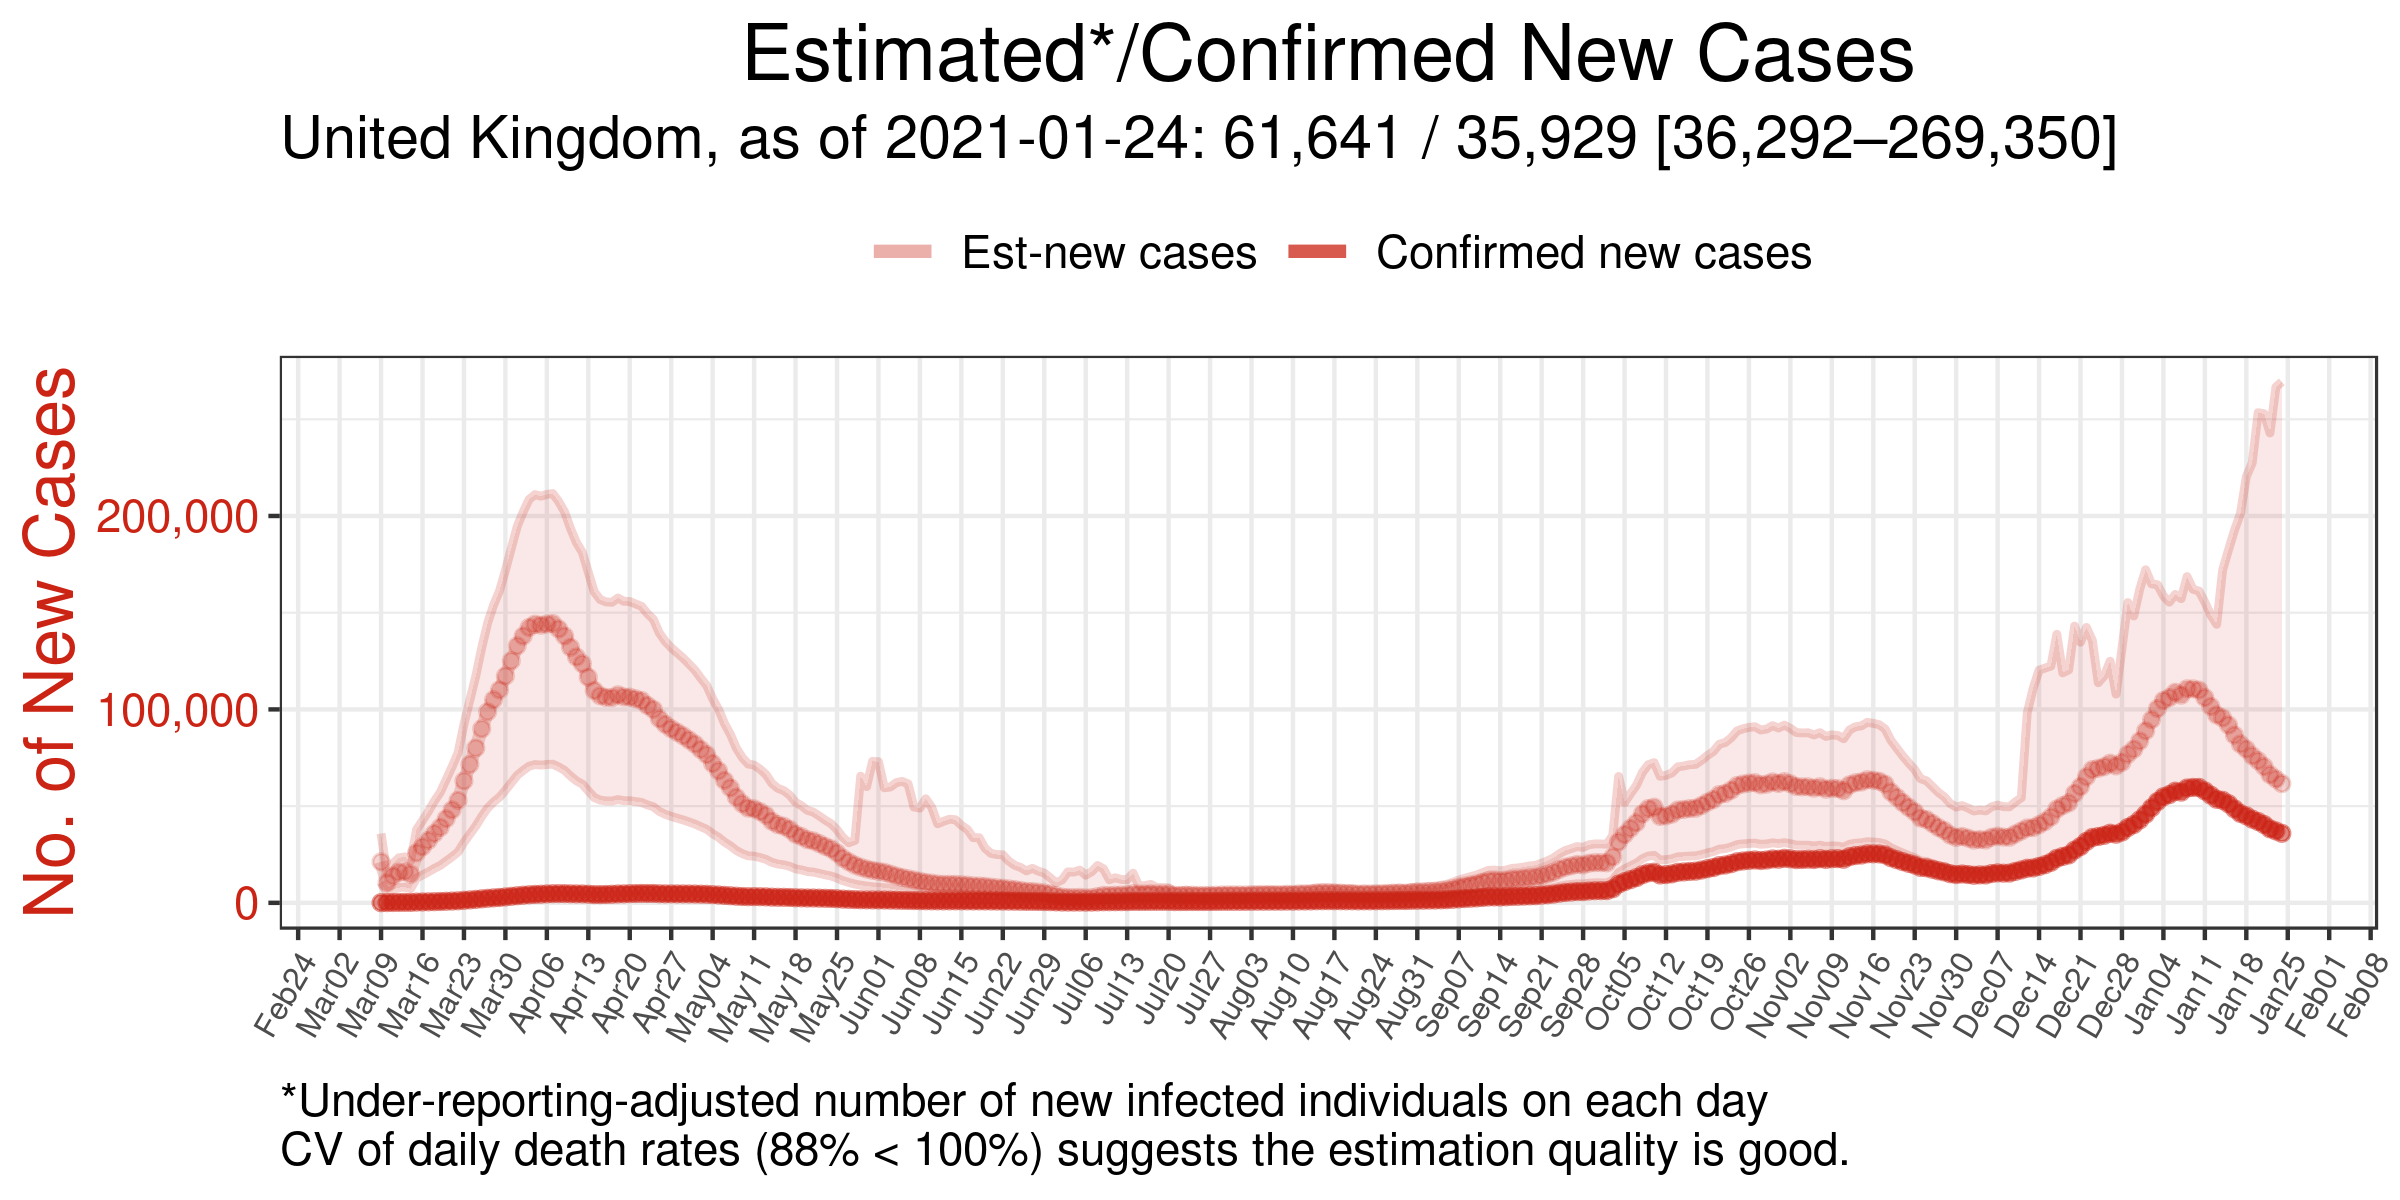 Estimated*/Confirmed New Cases
United Kingdom, as of 2021-01-24: 61,641 / 35,929 [36,292–269,350]
Est-new cases
Confirmed new cases
No. of New Cases
200,000
100,000
0
Feb24
Mar02
Mar09
Mar16
Mar23
Mar30
Apr06
Apr13
Apr20
Apr27
May04
May11
May18
May25
Jun01
Jun08
Jun15
Jun22
Jun29
Jul06
Jul13
Jul20
Jul27
Aug03
Aug10
Aug17
Aug24
Aug31
Sep07
Sep14
Sep21
Sep28
Oct05
Oct12
Oct19
Oct26
Nov02
Nov09
Nov16
Nov23
Nov30
Dec07
Dec14
Dec21
Dec28
Jan04
Jan11
Jan18
Jan25
Feb01
Feb08
*Under-reporting-adjusted number of new infected individuals on each day
CV of daily death rates (88% < 100%) suggests the estimation quality is good.